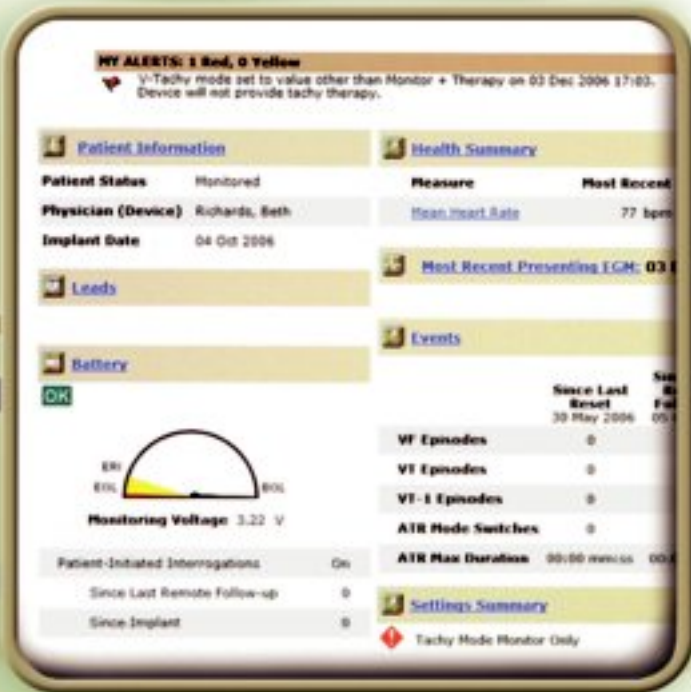 MY ALERTS: 1 Red, 0 Yellow
V-Tachy mode set to value other than Monitor + Therapy on 03 Dec 2006 17:03.
Device will not provide tachy therapy.
Patient Information
Patient Status Monitored
Physician (Device) Richards, Beth
Implant Date 04 Oct 2006
Leads
Battery
OK
ERI
EOL BOL
Monitoring Voltage 3.22 V
Patient-Initiated Interrogations On
Since Last Remote Follow-up 0
Since Implant 0
Health Summary
Measure Most Recent
Mean Heart Rate 77 bpm
Most Recent Presenting EGM: 03
Events
Since Last
Reset
30 May 2006
VF Episodes 0
VT Episodes 0
VT-1 Episodes 0
ATR Mode Switches 0
ATR Max Duration 00:00 mm:ss
Settings Summary
Tachy Mode Monitor Only